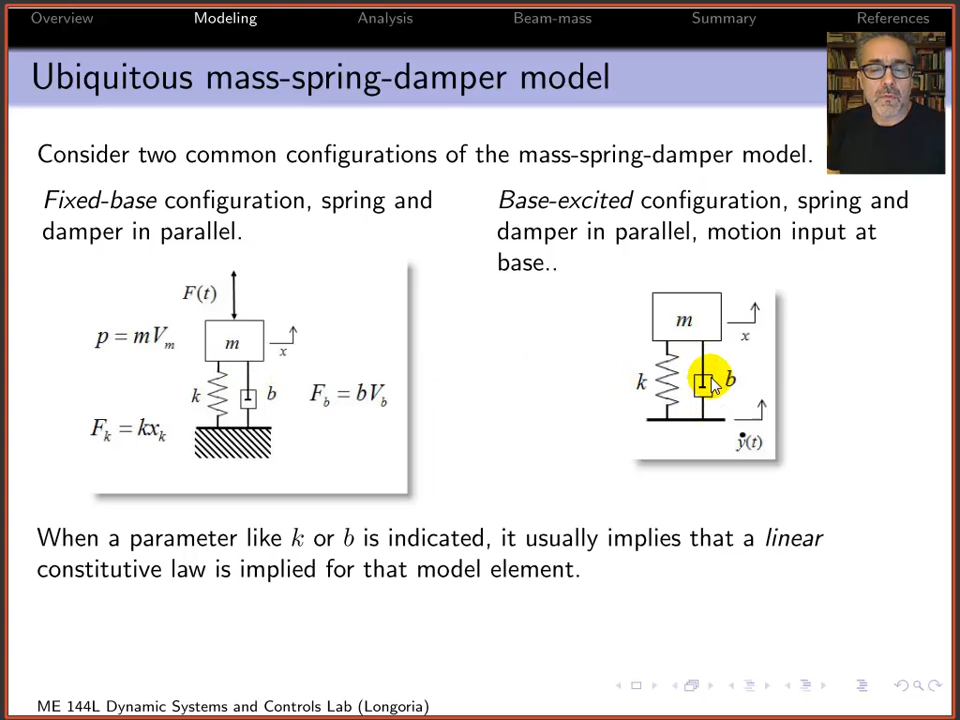 Overview Modeling Analysis Beam-mass Summary References
Ubiquitous mass-spring-damper model
Consider two common configurations of the mass-spring-damper model.
Fixed-base configuration, spring and
damper in parallel.
F(t)
p = mV_m
m
x
k
b
F_b = bV_b
F_k = kx_k
Base-excited configuration, spring and
damper in parallel, motion input at
base..
m
x
k
b
ẏ(t)
When a parameter like k or b is indicated, it usually implies that a linear
constitutive law is implied for that model element.
ME 144L Dynamic Systems and Controls Lab (Longoria)